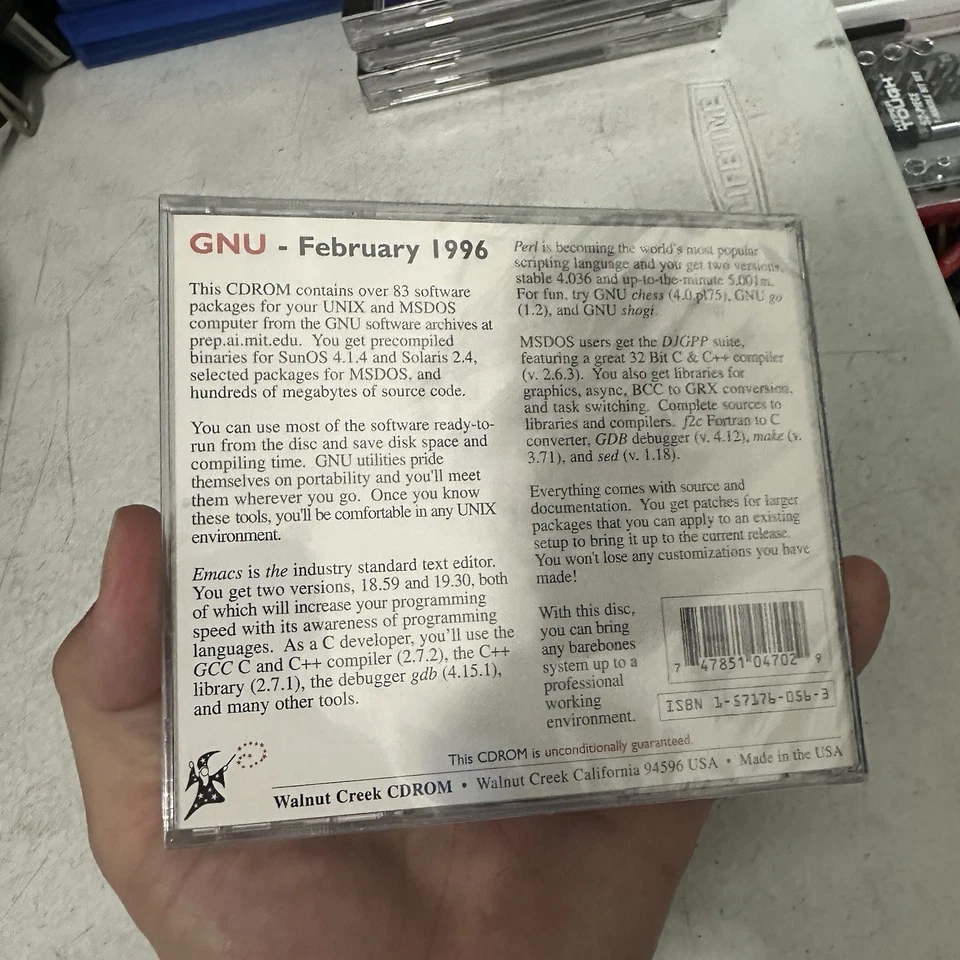 GNU - February 1996
This CDROM contains over 83 software
packages for your UNIX and MSDOS
computer from the GNU software archives at
prep.ai.mit.edu. You get precompiled
binaries for SunOS 4.1.4 and Solaris 2.4,
selected packages for MSDOS, and
hundreds of megabytes of source code.
You can use most of the software ready-to-
run from the disc and save disk space and
compiling time. GNU utilities pride
themselves on portability and you'll meet
them wherever you go. Once you know
these tools, you'll be comfortable in any UNIX
environment.
Emacs is the industry standard text editor.
You get two versions, 18.59 and 19.30, both
of which will increase your programming
speed with its awareness of programming
languages. As a C developer, you'll use the
GCC C and C++ compiler (2.7.2), the C++
library (2.7.1), the debugger gdb (4.15.1),
and many other tools.
Perl is becoming the world's most popular
scripting language and you get two versions,
stable 4.036 and up-to-the-minute 5.001m.
For fun, try GNU chess (4.0.pl75), GNU go
(1.2), and GNU shogi.
MSDOS users get the DJGPP suite,
featuring a great 32 Bit C & C++ compiler
(v. 2.6.3). You also get libraries for
graphics, async, BCC to GRX conversion,
and task switching. Complete sources to
libraries and compilers. f2c Fortran to C
converter, GDB debugger (v. 4.12), make (v.
3.71), and sed (v. 1.18).
Everything comes with source and
documentation. You get patches for larger
packages that you can apply to an existing
setup to bring it up to the current release.
You won't lose any customizations you have
made!
With this disc,
you can bring
any barebones
system up to a
professional
working
environment.
7 47851 04702 9
ISBN 1-57176-056-3
This CDROM is unconditionally guaranteed.
Walnut Creek CDROM • Walnut Creek California 94596 USA • Made in the USA
TOUGH